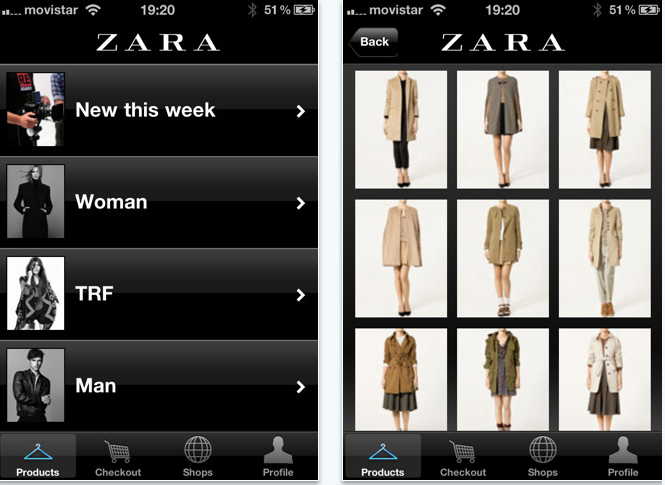 movistar 19:20 51 %
ZARA
New this week
Woman
TRF
Man
Products Checkout Shops Profile
movistar 19:20 51 %
Back ZARA
Products Checkout Shops Profile